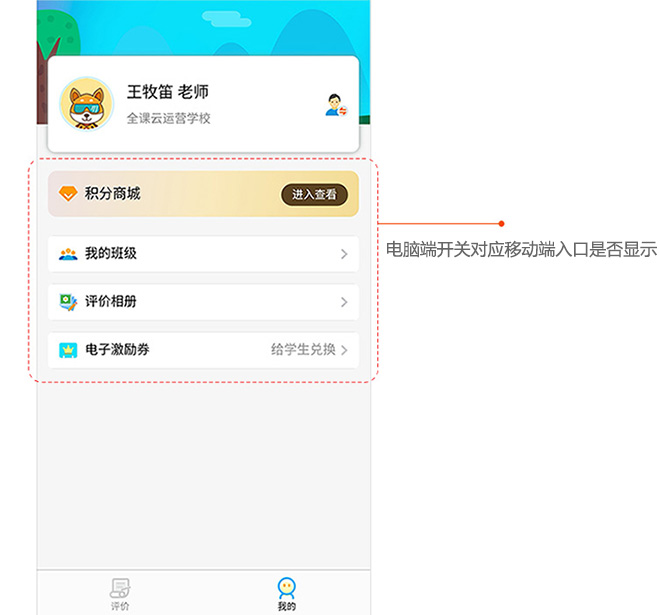 王牧笛 老师
全课云运营学校
积分商城
进入查看
电脑端开关对应移动端入口是否显示
我的班级
评价相册
电子激励券
给学生兑换
评价
我的